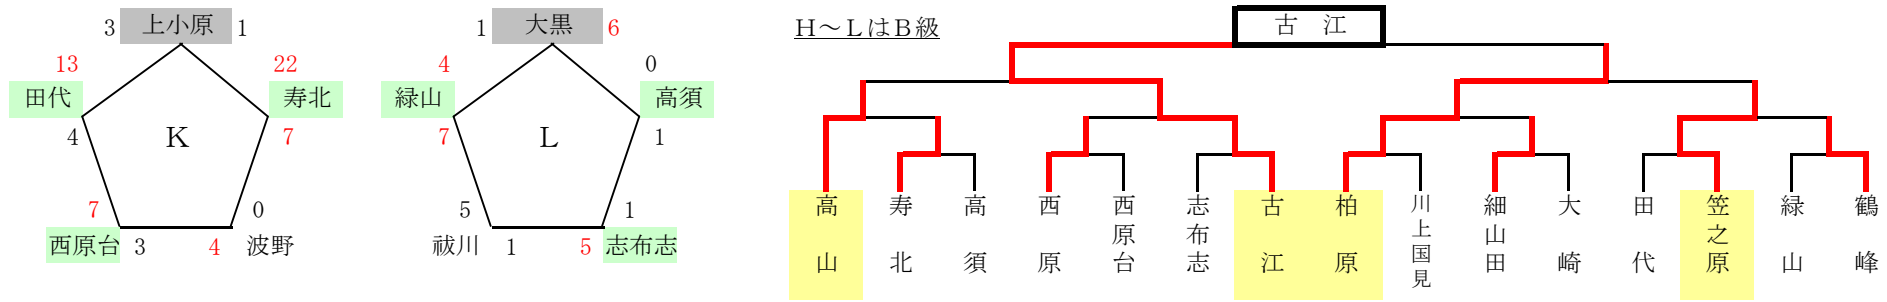 3 上小原 1
13 22
田代 寿北
4 K 7
7 0
西原台 3 4 波野
1 大黒 6
4 0
緑山 高須
7 L 1
5 1
祓川 1 5 志布志
H～LはB級
古江
高山
寿北
高須
西原
西原台
志布志
古江
柏原
川上国見
細山田
大崎
田代
笠之原
緑山
鶴峰